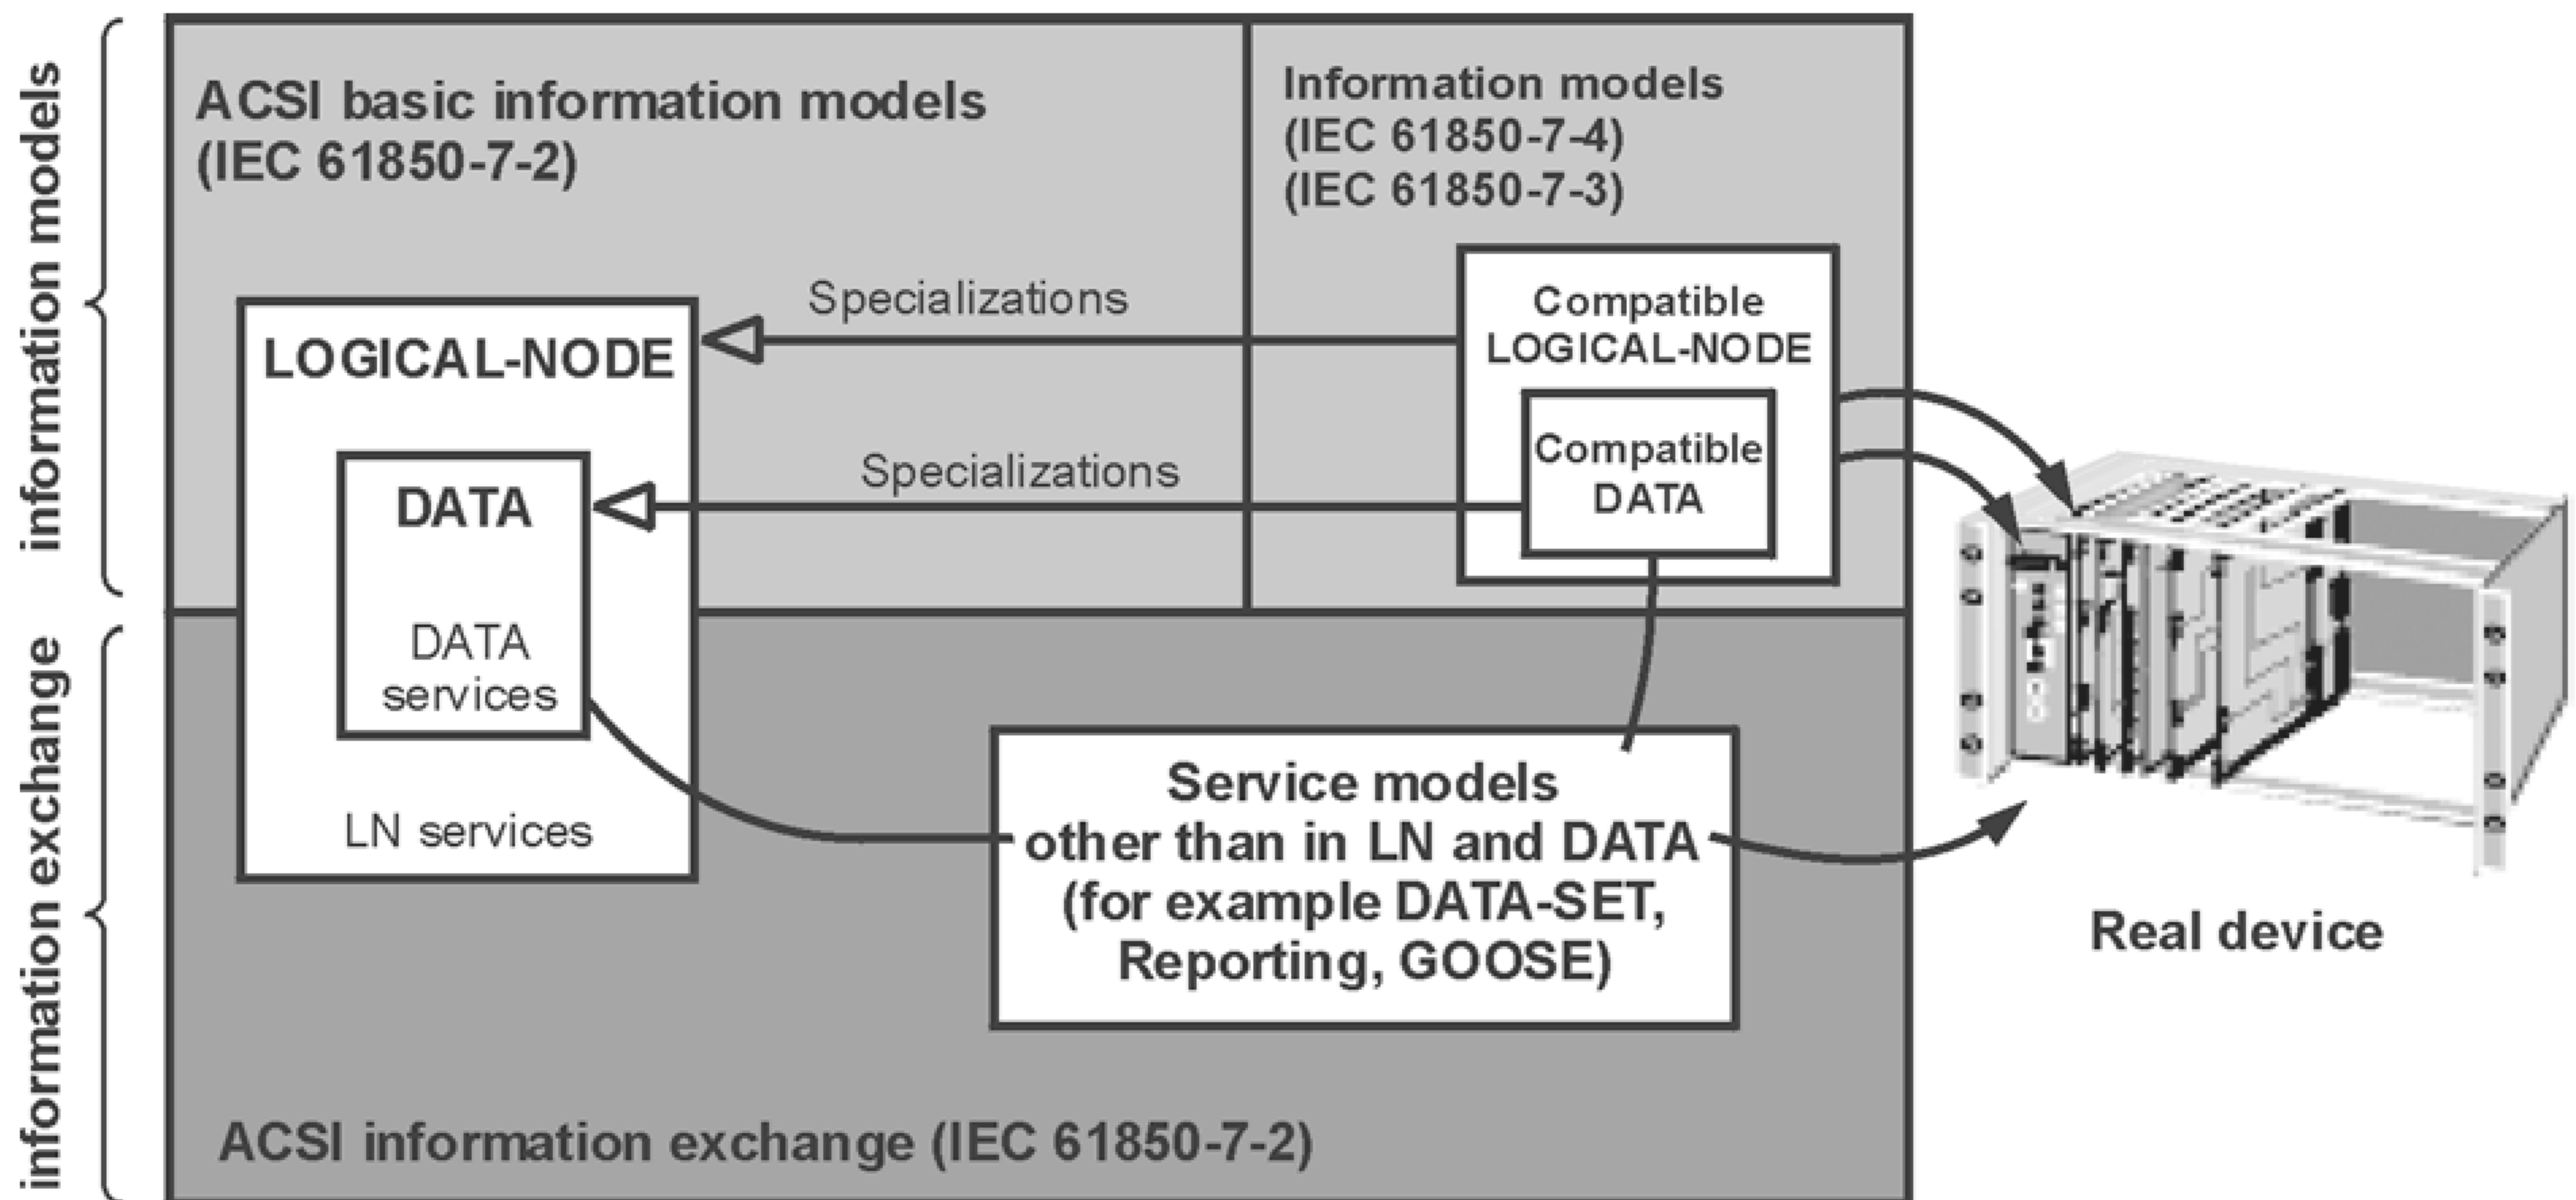 information models
information exchange
ACSI basic information models
(IEC 61850-7-2)
Information models
(IEC 61850-7-4)
(IEC 61850-7-3)
Specializations
Specializations
LOGICAL-NODE
DATA
DATA
services
LN services
Compatible
LOGICAL-NODE
Compatible
DATA
Service models
other than in LN and DATA
(for example DATA-SET,
Reporting, GOOSE)
Real device
ACSI information exchange (IEC 61850-7-2)